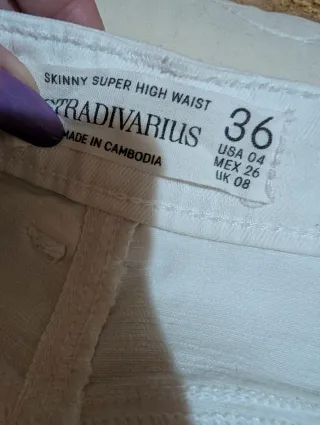 SKINNY SUPER HIGH WAIST
STRADIVARIUS
MADE IN CAMBODIA
36
USA 04
MEX 26
UK 08